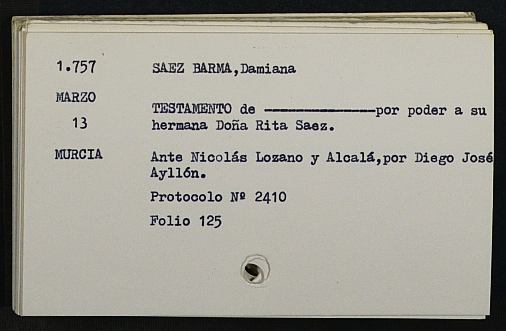 1.757 SAEZ BARMA,Damiana
MARZO
TESTAMENTO de ----------------por poder a su
13 hermana Doña Rita Saez.
MURCIA Ante Nicolás Lozano y Alcalá,por Diego José
Ayllón.
Protocolo Nº 2410
Folio 125